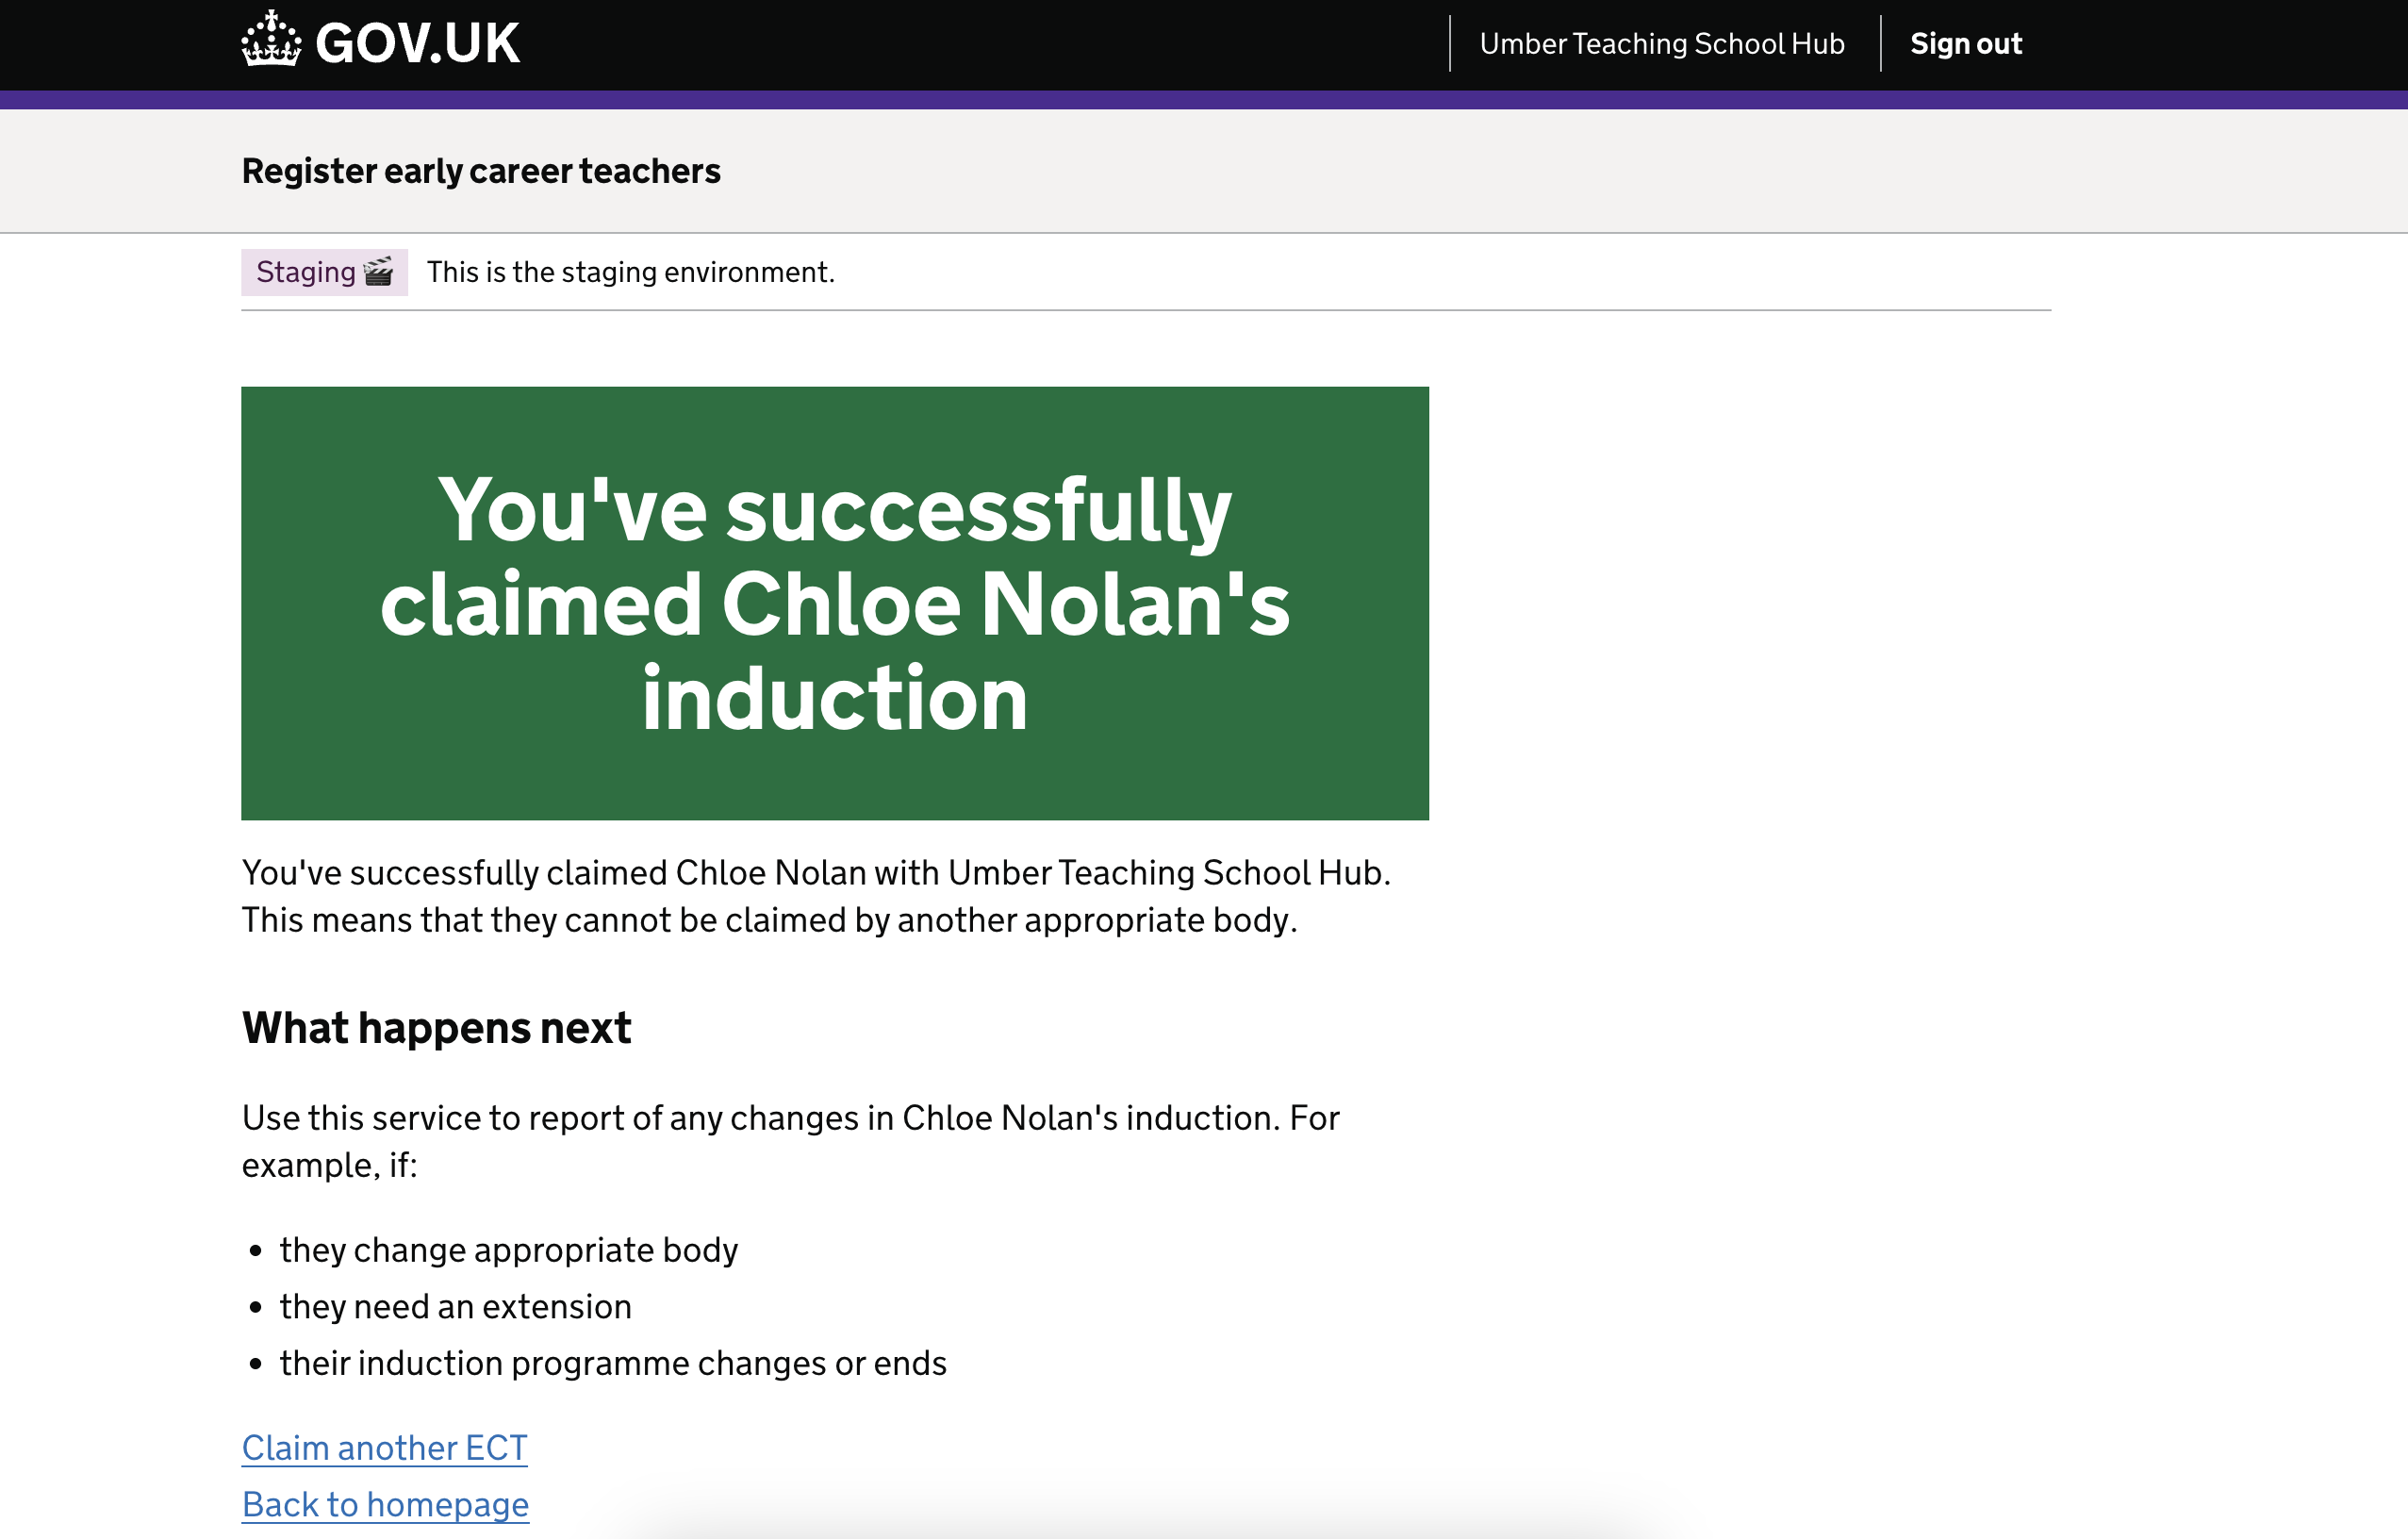 GOV.UK
Umber Teaching School Hub
Sign out
Register early career teachers
Staging 🎬 This is the staging environment.
You've successfully
claimed Chloe Nolan's
induction
You've successfully claimed Chloe Nolan with Umber Teaching School Hub.
This means that they cannot be claimed by another appropriate body.
What happens next
Use this service to report of any changes in Chloe Nolan's induction. For
example, if:
• they change appropriate body
• they need an extension
• their induction programme changes or ends
Claim another ECT
Back to homepage